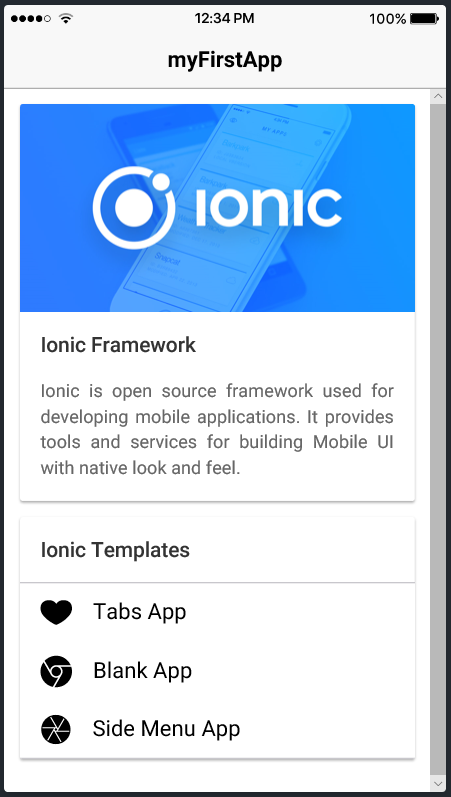 12:34 PM 100%
myFirstApp
MY APPS
ionic
Ionic Framework
Ionic is open source framework used for
developing mobile applications. It provides
tools and services for building Mobile UI
with native look and feel.
Ionic Templates
Tabs App
Blank App
Side Menu App